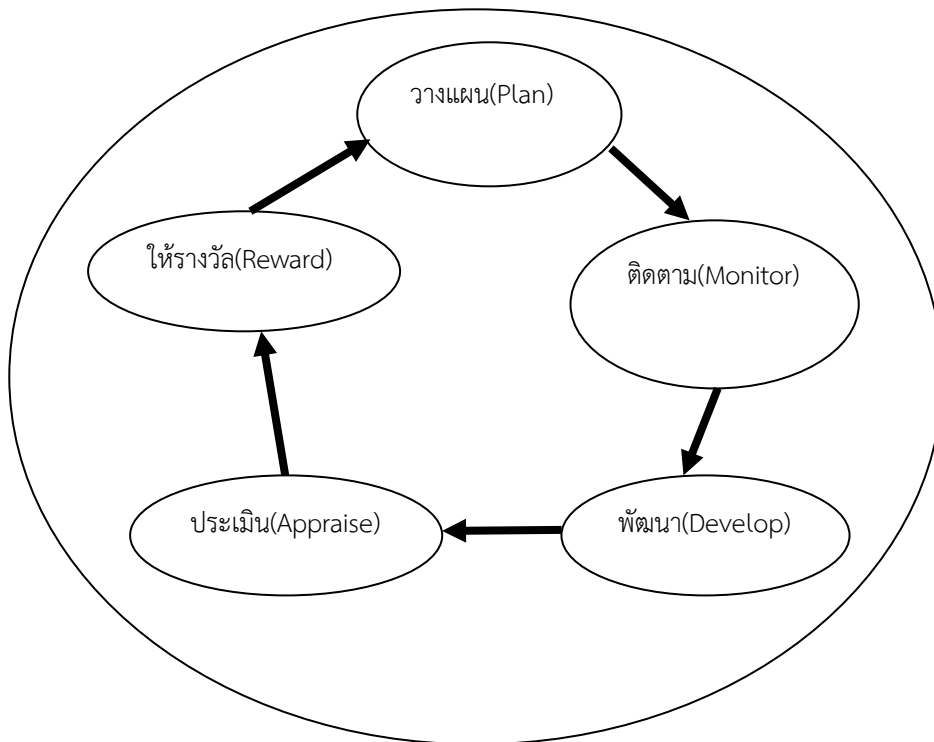 วางแผน(Plan)
ติดตาม(Monitor)
พัฒนา(Develop)
ประเมิน(Appraise)
ให้รางวัล(Reward)